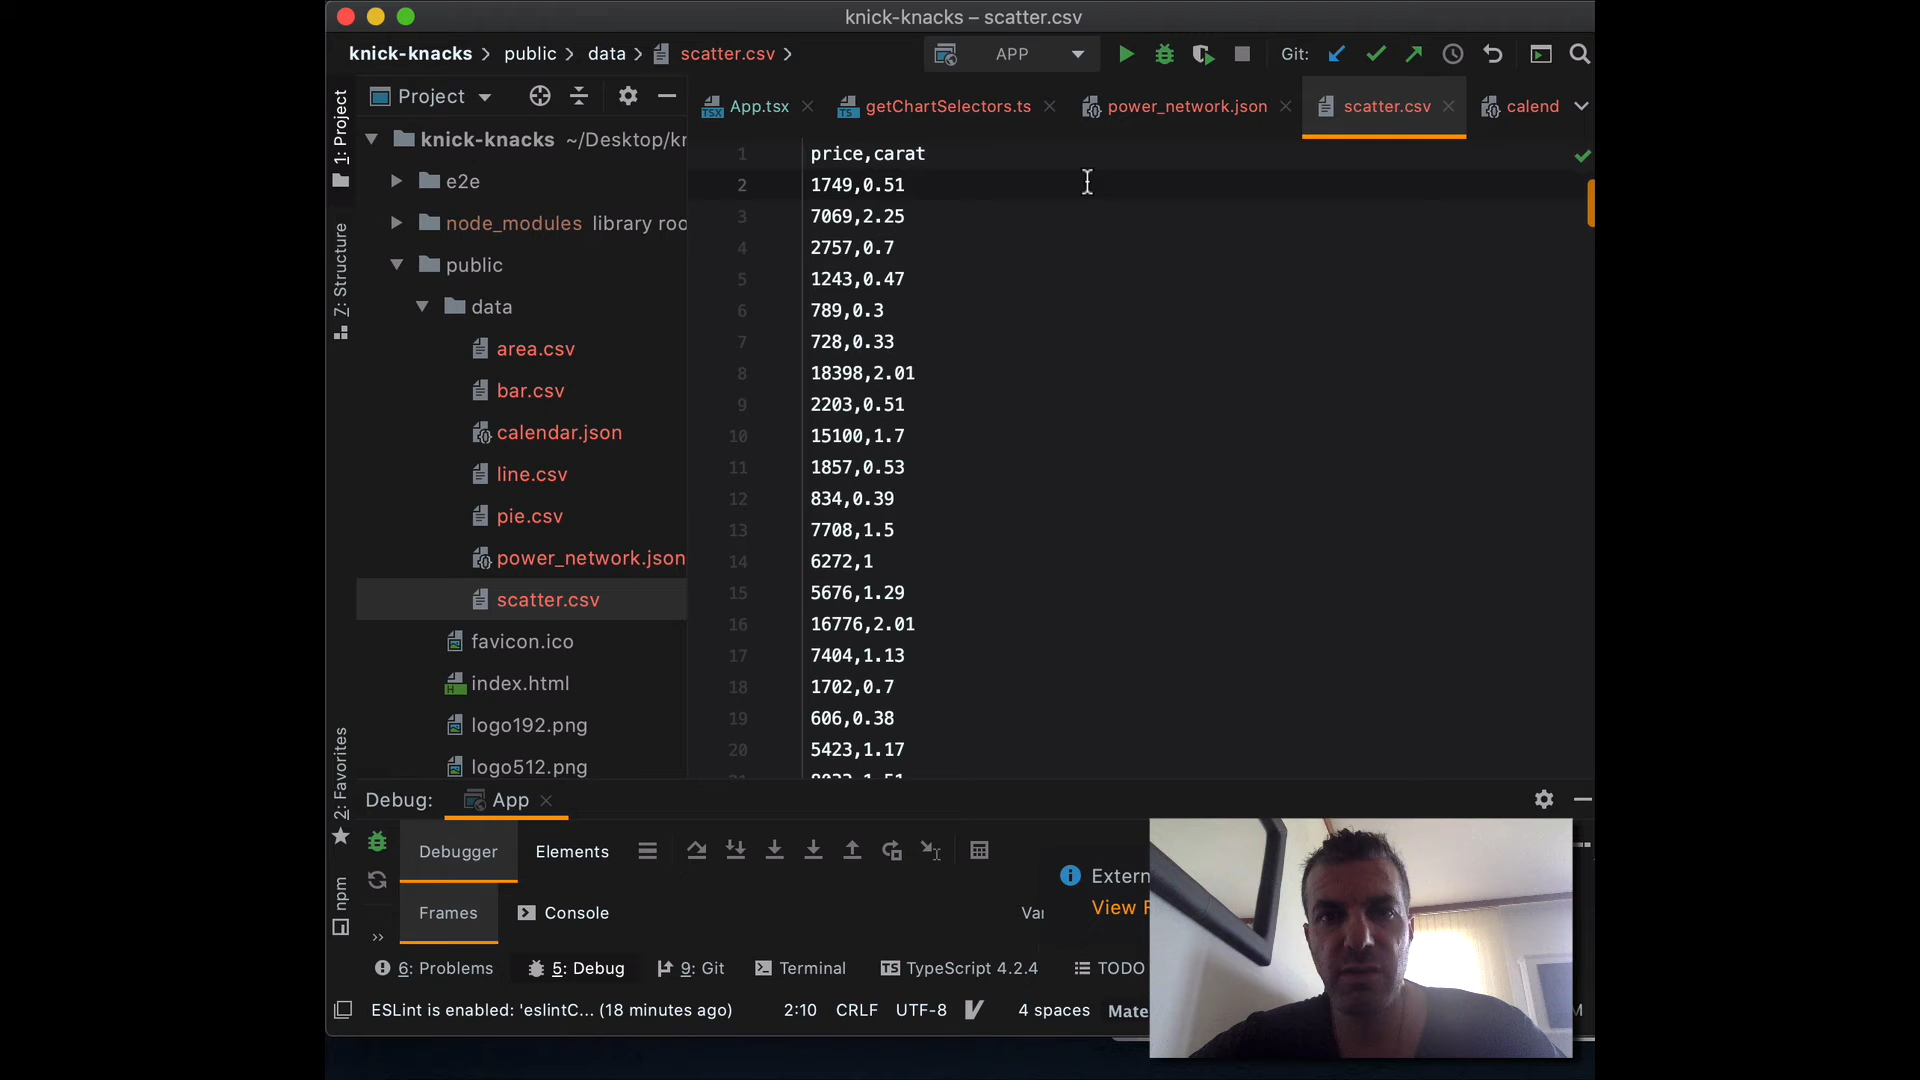 knick-knacks – scatter.csv
knick-knacks
public
data
scatter.csv
APP
Git:
Project
App.tsx
getChartSelectors.ts
power_network.json
scatter.csv
calend
1: Project
7: Structure
2: Favorites
npm
knick-knacks ~/Desktop/kr
e2e
node_modules library roo
public
data
area.csv
bar.csv
calendar.json
line.csv
pie.csv
power_network.json
scatter.csv
favicon.ico
index.html
logo192.png
logo512.png
1 price,carat
2 1749,0.51
3 7069,2.25
4 2757,0.7
5 1243,0.47
6 789,0.3
7 728,0.33
8 18398,2.01
9 2203,0.51
10 15100,1.7
11 1857,0.53
12 834,0.39
13 7708,1.5
14 6272,1
15 5676,1.29
16 16776,2.01
17 7404,1.13
18 1702,0.7
19 606,0.38
20 5423,1.17
Debug: App
Debugger Elements
Frames Console
Var
Extern
View
6: Problems 5: Debug 9: Git Terminal TypeScript 4.2.4 TODO
ESLint is enabled: 'eslintC... (18 minutes ago) 2:10 CRLF UTF-8 4 spaces Mate